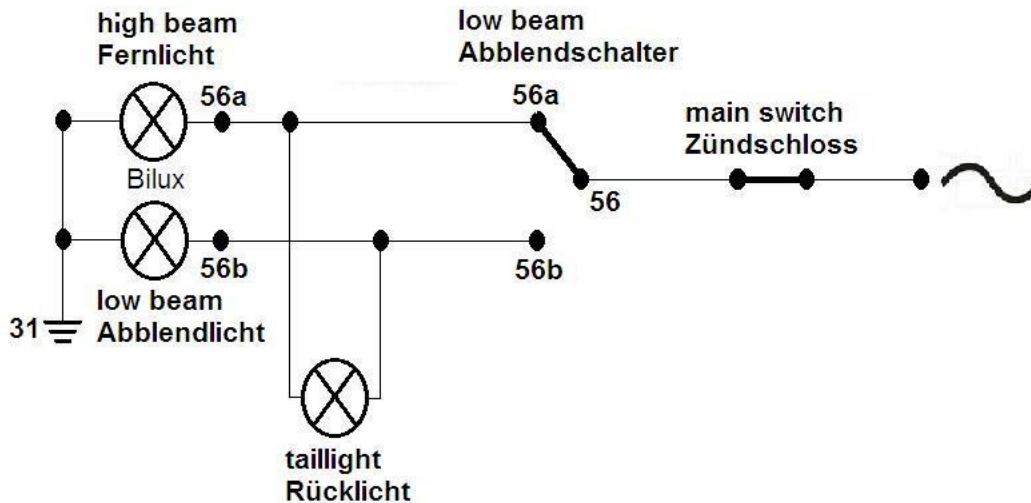 high beam
Fernlicht
56a
Bilux
low beam
Abblendschalter
56a
main switch
Zündschloss
56
56b
56b
low beam
Abblendlicht
31
taillight
Rücklicht